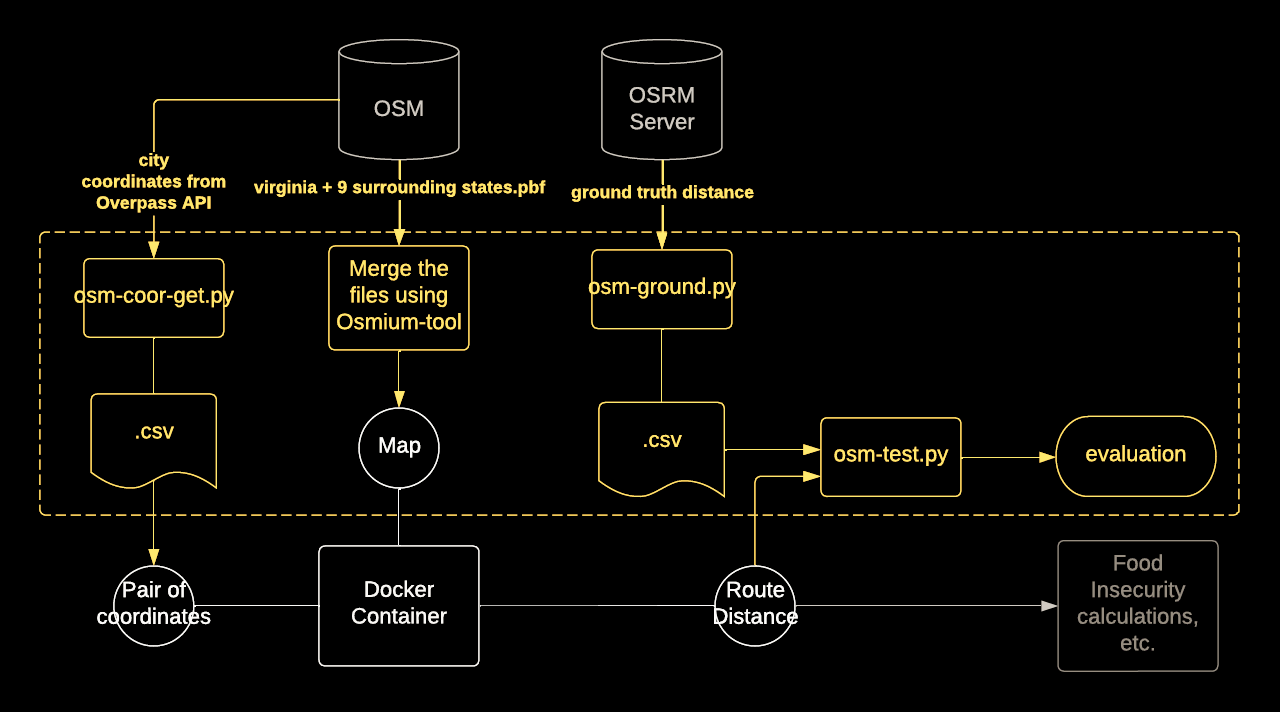 OSM
OSRM
Server
city
coordinates from
Overpass API
virginia + 9 surrounding states.pbf
ground truth distance
osm-coor-get.py
Merge the
files using
Osmium-tool
osm-ground.py
.csv
Map
.csv
osm-test.py
evaluation
Pair of
coordinates
Docker
Container
Route
Distance
Food
Insecurity
calculations,
etc.